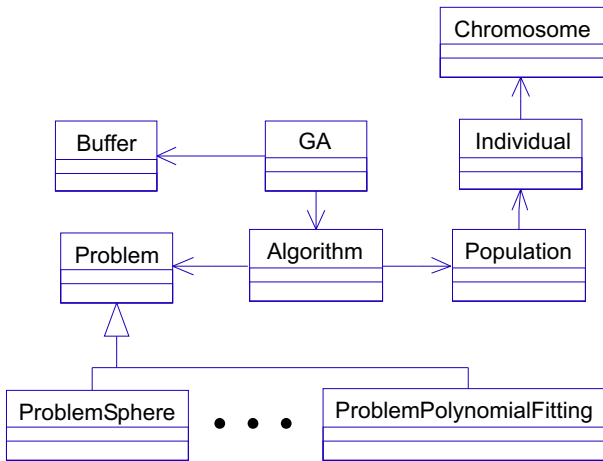 Chromosome
Buffer
GA
Individual
Problem
Algorithm
Population
ProblemSphere
• • •
ProblemPolynomialFitting